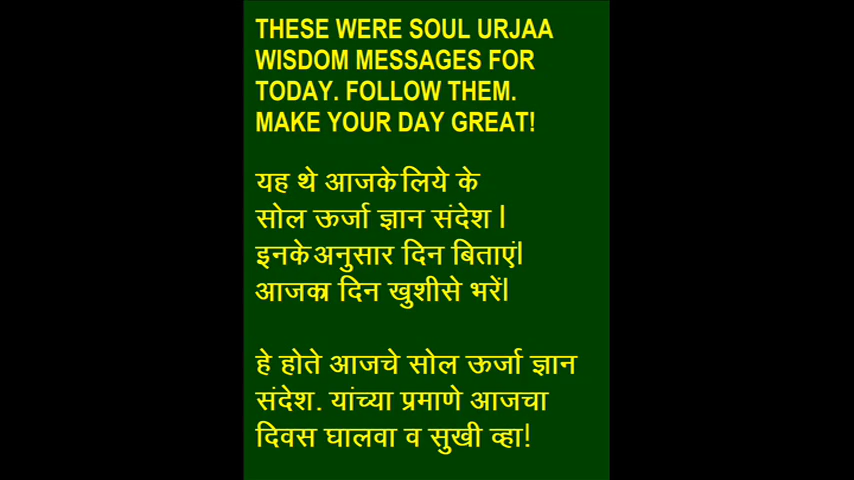 THESE WERE SOUL URJAA
WISDOM MESSAGES FOR
TODAY. FOLLOW THEM.
MAKE YOUR DAY GREAT!
यह थे आजके लिये के
सोल ऊर्जा ज्ञान संदेश |
इनके अनुसार दिन बिताएं|
आजका दिन खुशीसे भरें|
हे होते आजचे सोल ऊर्जा ज्ञान
संदेश. यांच्या प्रमाणे आजचा
दिवस घालवा व सुखी व्हा!